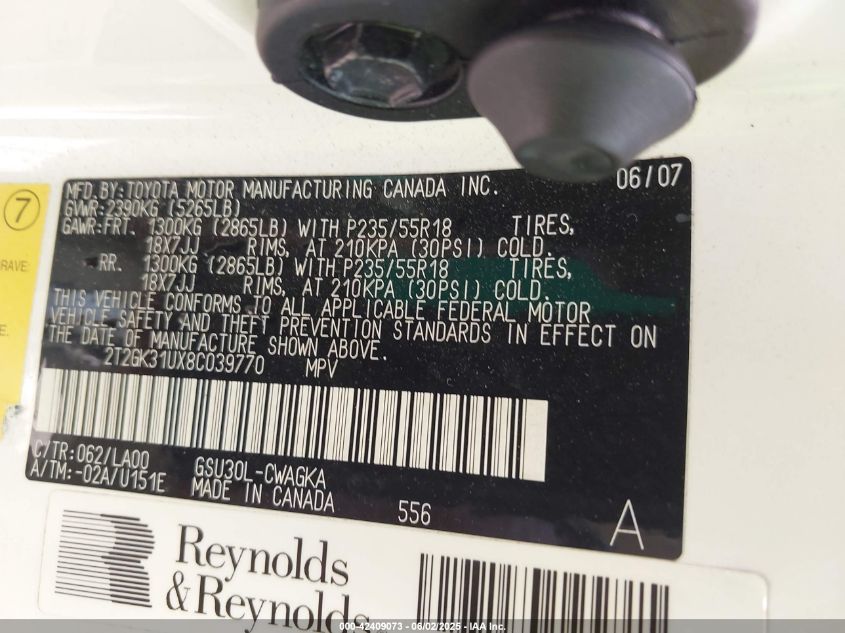 7
GRAVE
E.
MFD. BY: TOYOTA MOTOR MANUFACTURING CANADA INC. 06/07
GVWR: 2390KG (5265LB)
GAWR: FRT. 1300KG (2865LB) WITH P235/55R18 TIRES,
18X7JJ RIMS, AT 210KPA (30PSI) COLD.
RR. 1300KG (2865LB) WITH P235/55R18 TIRES,
18X7JJ RIMS, AT 210KPA (30PSI) COLD.
THIS VEHICLE CONFORMS TO ALL APPLICABLE FEDERAL MOTOR
VEHICLE SAFETY AND THEFT PREVENTION STANDARDS IN EFFECT ON
THE DATE OF MANUFACTURE SHOWN ABOVE.
2T2GK31UX8C039770 MPV
C/TR: 062/LA00 GSU30L-CWAGKA
A/TM: -02A/U151E MADE IN CANADA 556 A
Reynolds
&Reynolds
000-42409073 - 06/02/2025 - IAA Inc.